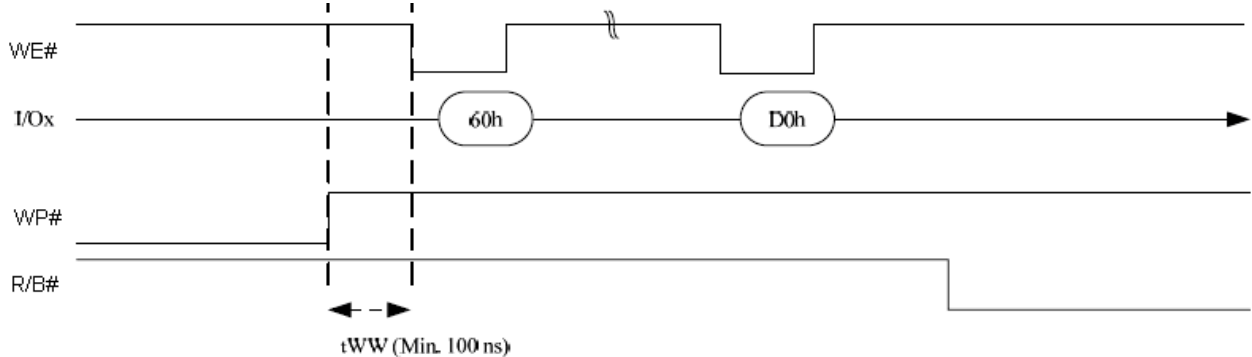 WE#
I/Ox
60h
D0h
WP#
R/B#
tWW (Min. 100 ns)